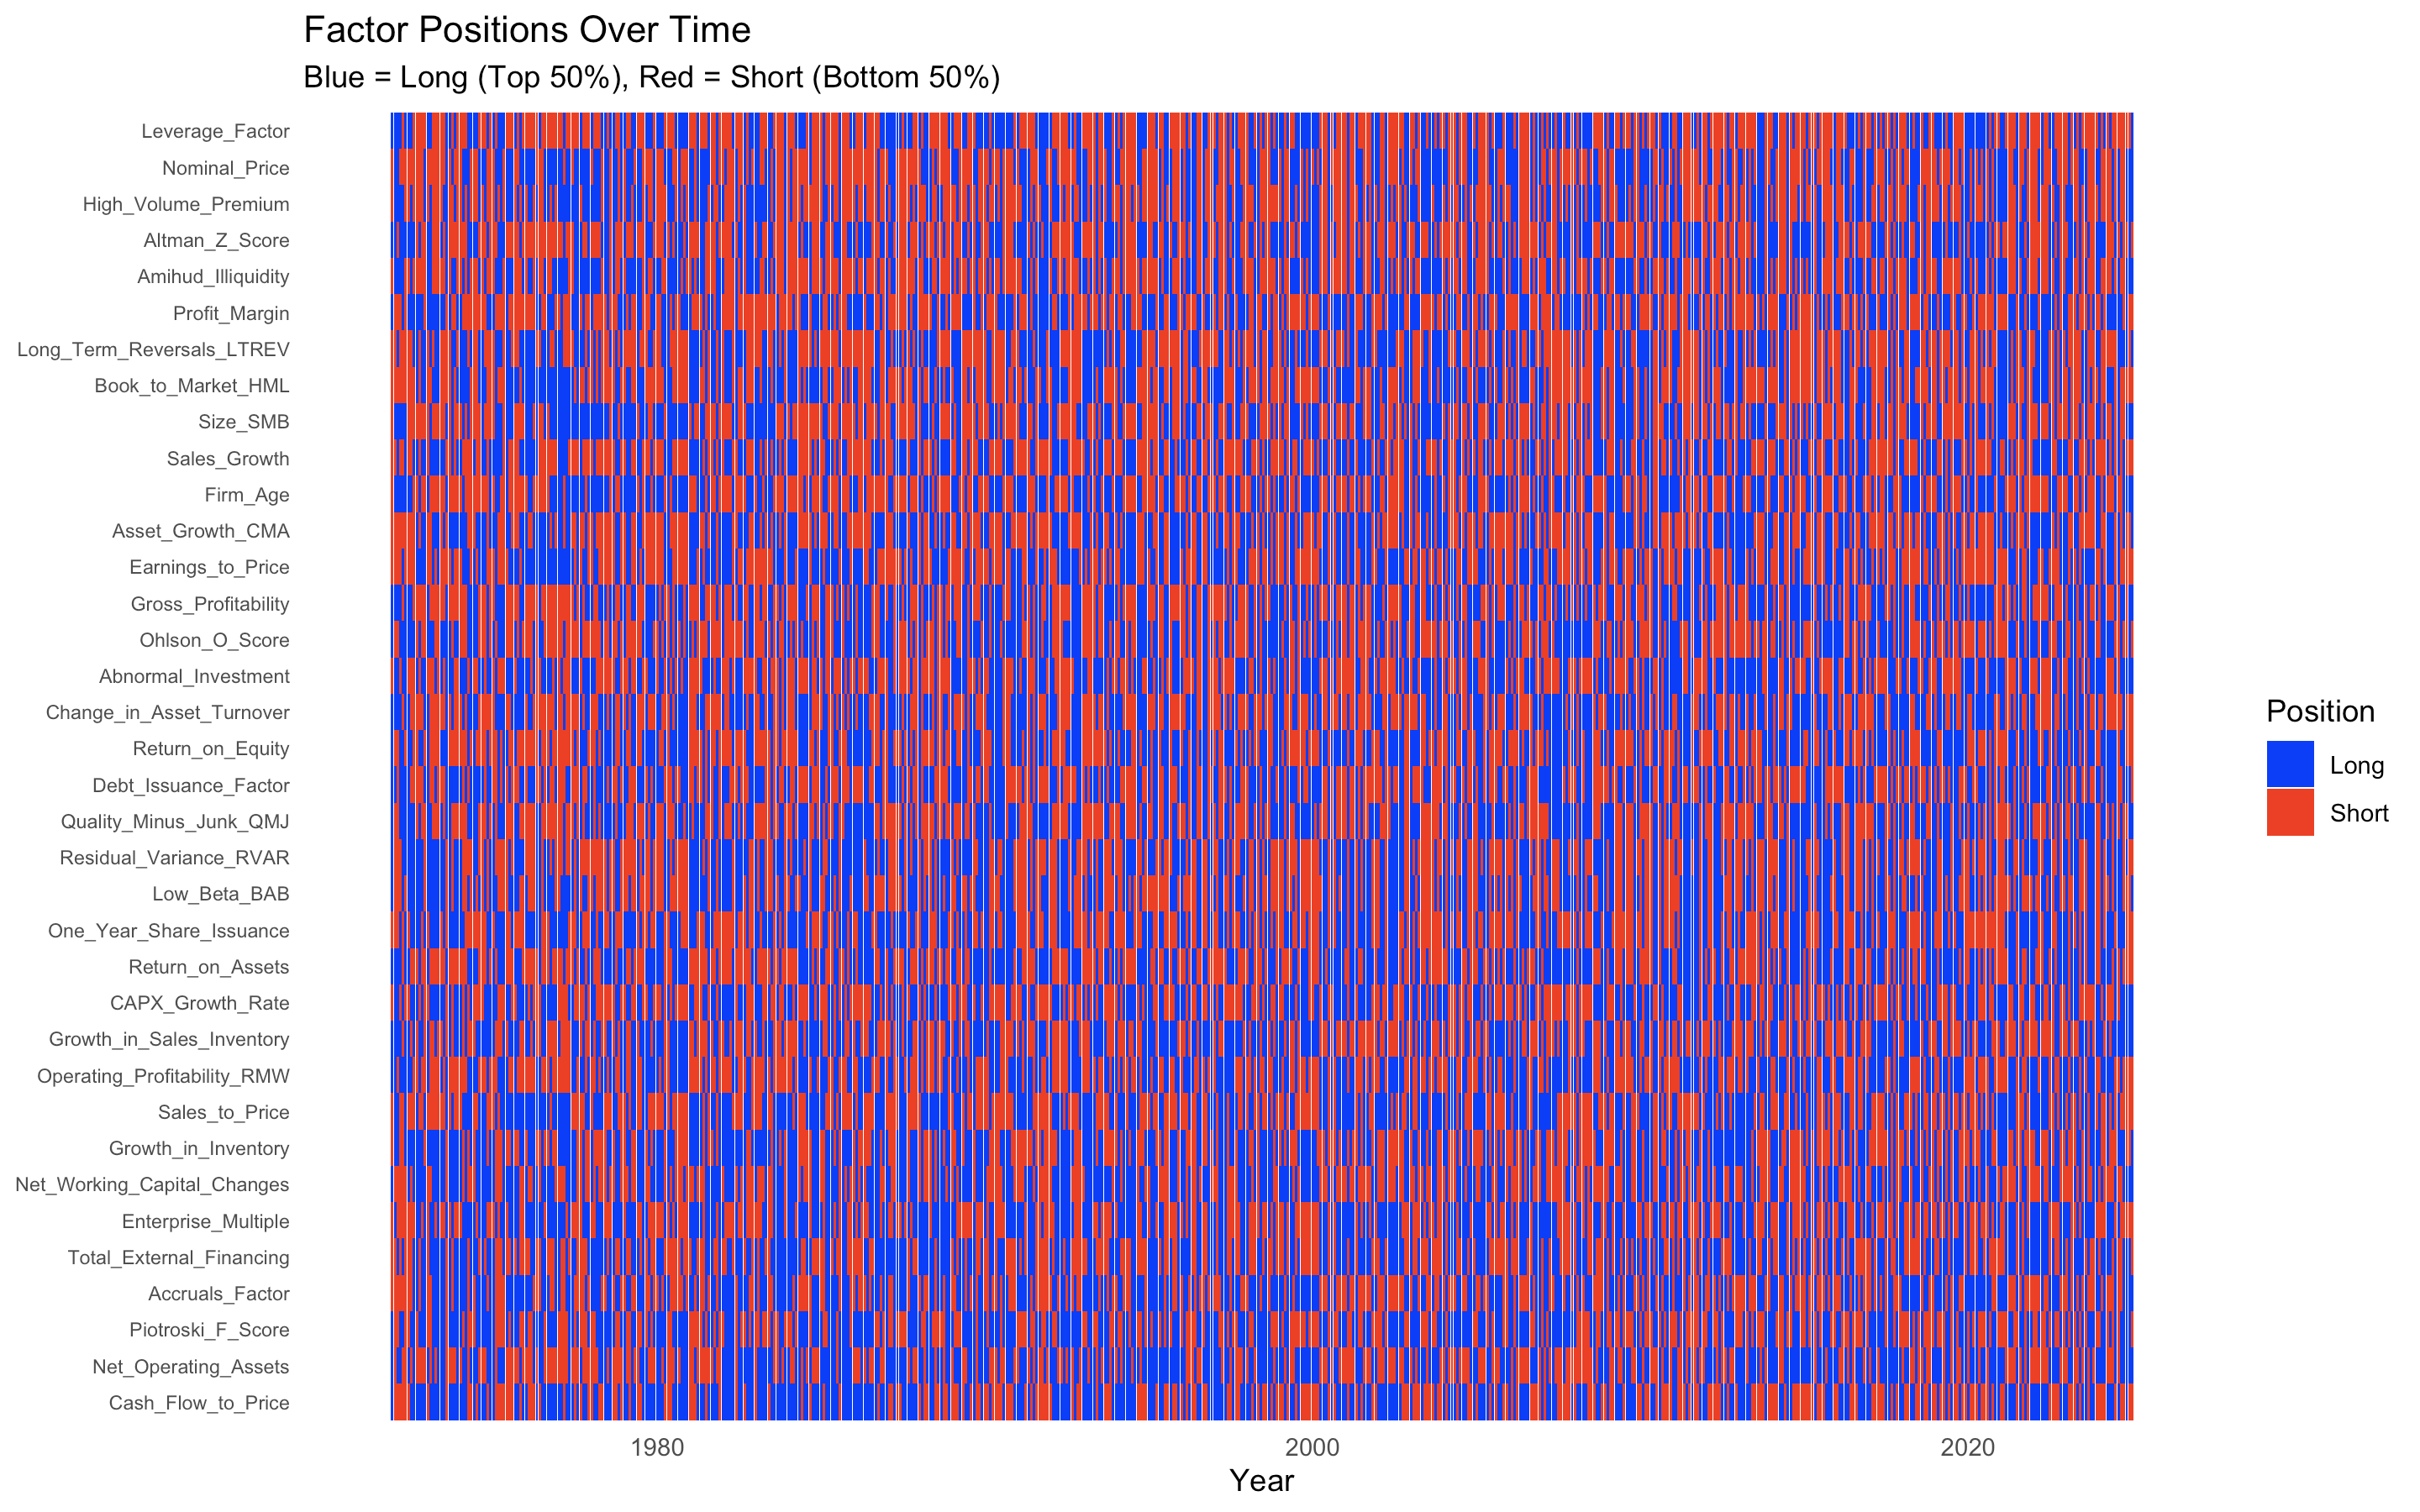 Factor Positions Over Time
Blue = Long (Top 50%), Red = Short (Bottom 50%)
Leverage_Factor
Nominal_Price
High_Volume_Premium
Altman_Z_Score
Amihud_Illiquidity
Profit_Margin
Long_Term_Reversals_LTREV
Book_to_Market_HML
Size_SMB
Sales_Growth
Firm_Age
Asset_Growth_CMA
Earnings_to_Price
Gross_Profitability
Ohlson_O_Score
Abnormal_Investment
Change_in_Asset_Turnover
Return_on_Equity
Debt_Issuance_Factor
Quality_Minus_Junk_QMJ
Residual_Variance_RVAR
Low_Beta_BAB
One_Year_Share_Issuance
Return_on_Assets
CAPX_Growth_Rate
Growth_in_Sales_Inventory
Operating_Profitability_RMW
Sales_to_Price
Growth_in_Inventory
Net_Working_Capital_Changes
Enterprise_Multiple
Total_External_Financing
Accruals_Factor
Piotroski_F_Score
Net_Operating_Assets
Cash_Flow_to_Price
1980 2000 2020
Year
Position
Long
Short